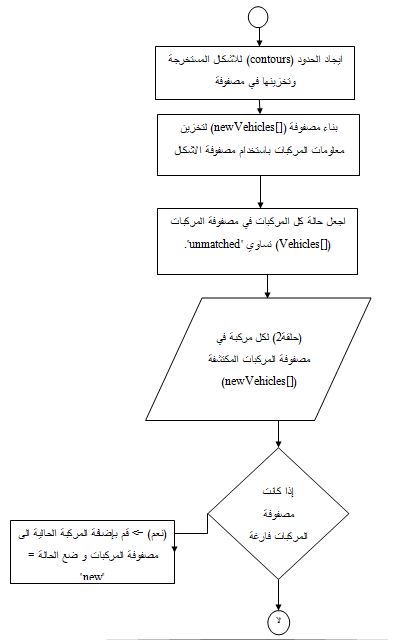 ايجاد الحدود (contours) للاشكال المستخرجة
وتخزينها في مصفوفة
بناء مصفوفة (newVehicles[]) لتخزين
معلومات المركبات باستخدام مصفوفة الاشكال
اجعل حالة كل المركبات في مصفوفة المركبات
(Vehicles[]) تساوي 'unmatched'.
(حلقة2) لكل مركبة في
مصفوفة المركبات المكتشفة
(newVehicles[])
إذا كانت
مصفوفة
المركبات فارغة
(نعم) -> قم بإضافة المركبة الحالية الى
مصفوفة المركبات و ضع الحالة =
'new'
لا